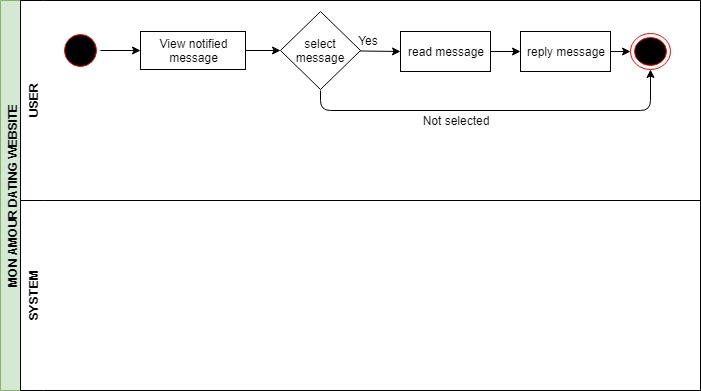 MON AMOUR DATING WEBSITE
USER
View notified
message
select
message
Yes
read message
reply message
Not selected
SYSTEM